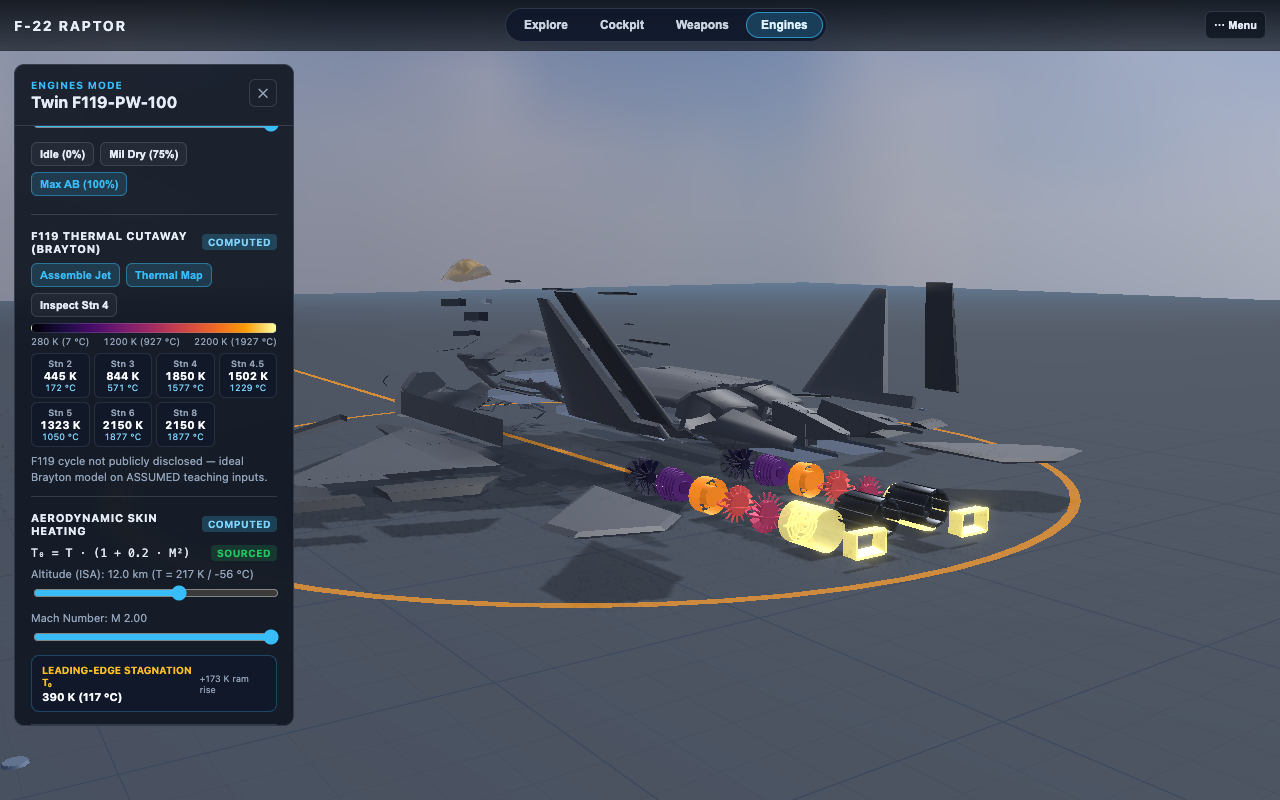 F-22 RAPTOR
Explore
Cockpit
Weapons
Engines
··· Menu
ENGINES MODE
Twin F119-PW-100
Idle (0%)
Mil Dry (75%)
Max AB (100%)
F119 THERMAL CUTAWAY
(BRAYTON)
COMPUTED
Assemble Jet
Thermal Map
Inspect Stn 4
280 K (7 °C)
1200 K (927 °C)
2200 K (1927 °C)
Stn 2
445 K
172 °C
Stn 3
844 K
571 °C
Stn 4
1850 K
1577 °C
Stn 4.5
1502 K
1229 °C
Stn 5
1323 K
1050 °C
Stn 6
2150 K
1877 °C
Stn 8
2150 K
1877 °C
F119 cycle not publicly disclosed — ideal
Brayton model on ASSUMED teaching inputs.
AERODYNAMIC SKIN
HEATING
COMPUTED
T₀ = T · (1 + 0.2 · M²)
SOURCED
Altitude (ISA): 12.0 km (T = 217 K / -56 °C)
Mach Number: M 2.00
LEADING-EDGE STAGNATION
T₀
390 K (117 °C)
+173 K ram
rise